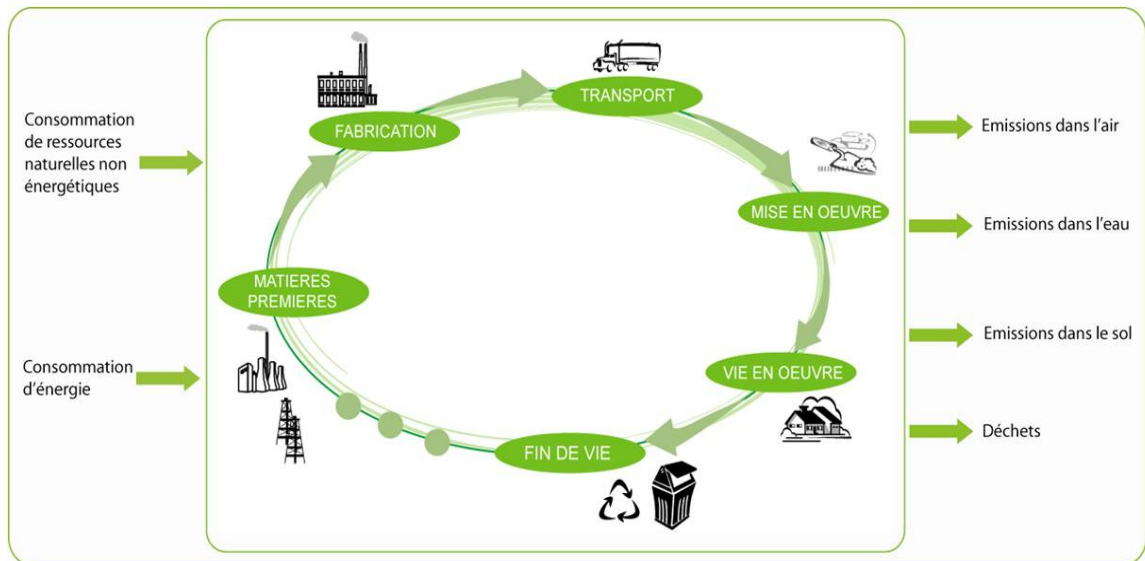 Consommation
de ressources
naturelles non
énergétiques
Consommation
d'énergie
FABRICATION
TRANSPORT
MISE EN OEUVRE
MATIERES
PREMIERES
VIE EN OEUVRE
FIN DE VIE
Emissions dans l'air
Emissions dans l'eau
Emissions dans le sol
Déchets